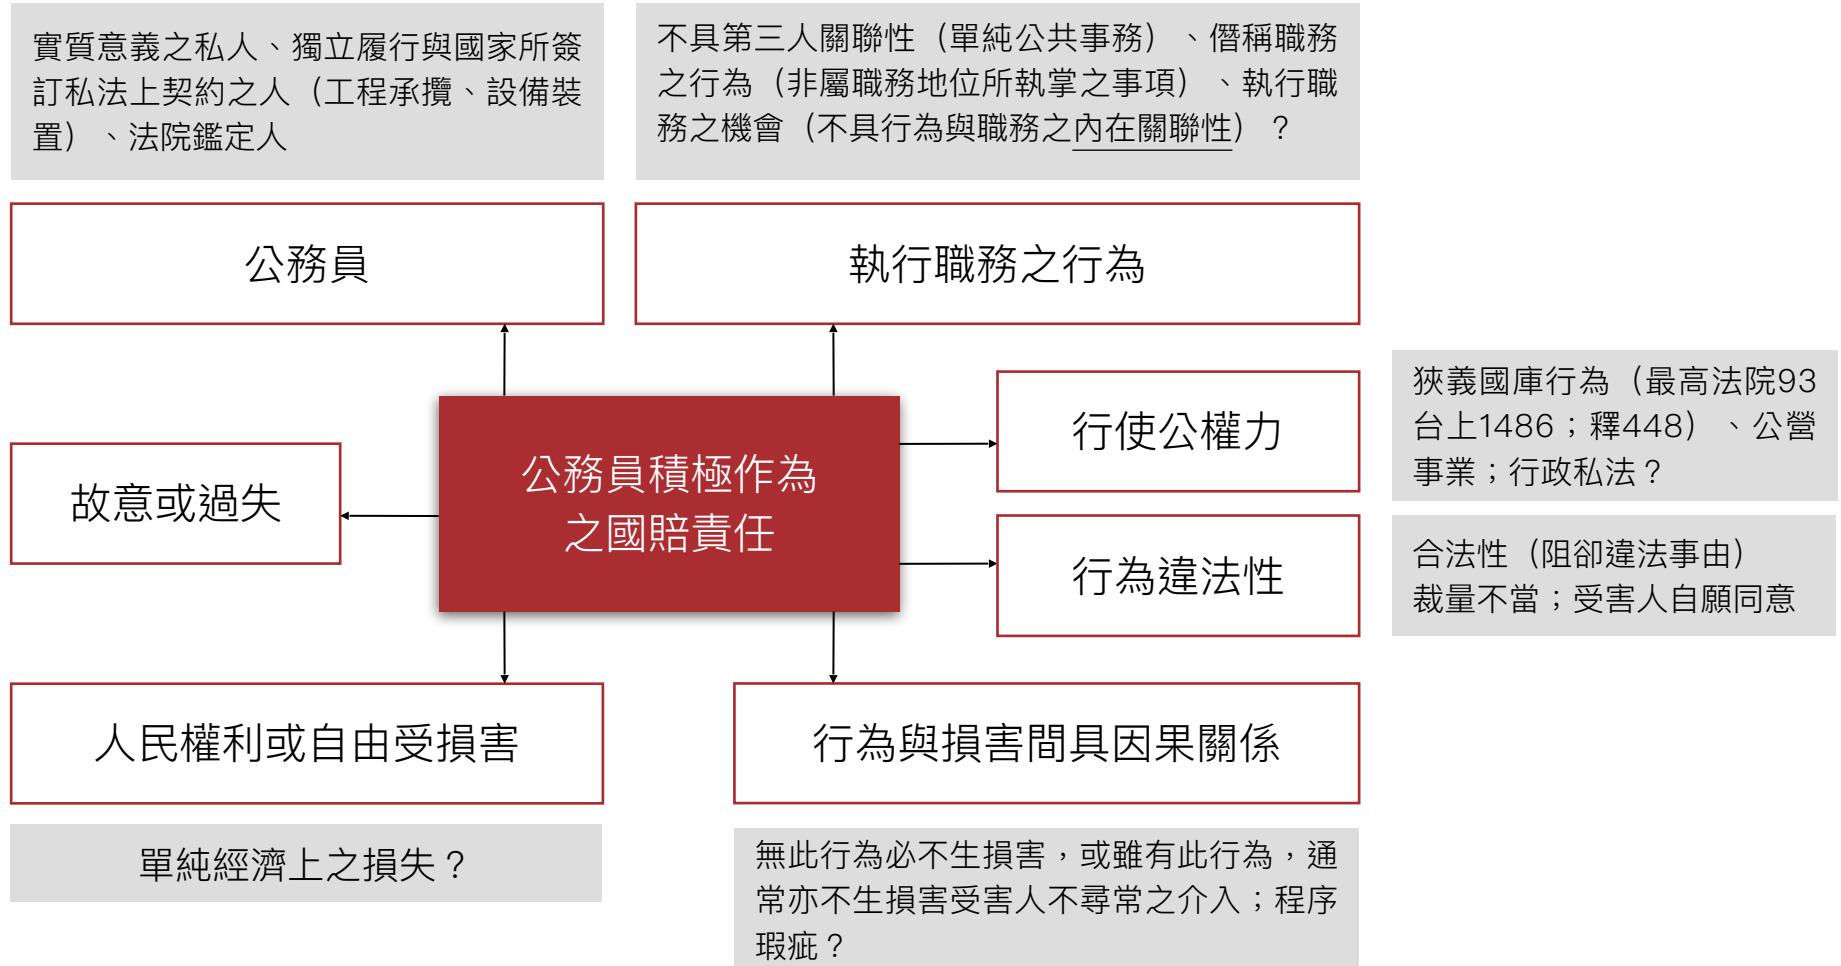 實質意義之私人、獨立履行與國家所簽
訂私法上契約之人（工程承攬、設備裝
置）、法院鑑定人
不具第三人關聯性（單純公共事務）、僭稱職務
之行為（非屬職務地位所執掌之事項）、執行職
務之機會（不具行為與職務之內在關聯性）？
公務員
執行職務之行為
公務員積極作為
之國賠責任
故意或過失
行使公權力
狹義國庫行為（最高法院93
台上1486；釋448）、公營
事業；行政私法？
行為違法性
合法性（阻卻違法事由）
裁量不當；受害人自願同意
人民權利或自由受損害
行為與損害間具因果關係
單純經濟上之損失？
無此行為必不生損害，或雖有此行為，通
常亦不生損害受害人不尋常之介入；程序
瑕疵？